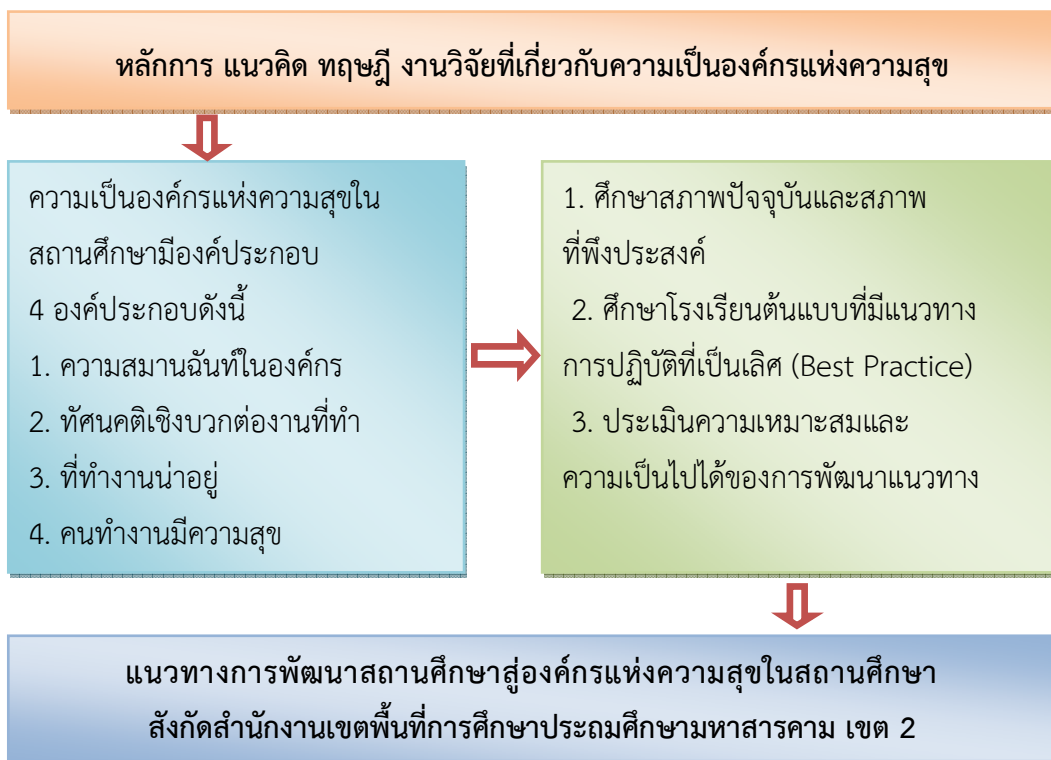 หลักการ แนวคิด ทฤษฎี งานวิจัยที่เกี่ยวกับความเป็นองค์กรแห่งความสุข
ความเป็นองค์กรแห่งความสุขใน
สถานศึกษามีองค์ประกอบ
4 องค์ประกอบดังนี้
1. ความสมานฉันท์ในองค์กร
2. ทัศนคติเชิงบวกต่องานที่ทำ
3. ที่ทำงานน่าอยู่
4. คนทำงานมีความสุข
1. ศึกษาสภาพปัจจุบันและสภาพ
ที่พึงประสงค์
2. ศึกษาโรงเรียนต้นแบบที่มีแนวทาง
การปฏิบัติที่เป็นเลิศ (Best Practice)
3. ประเมินความเหมาะสมและ
ความเป็นไปได้ของการพัฒนาแนวทาง
แนวทางการพัฒนาสถานศึกษาสู่องค์กรแห่งความสุขในสถานศึกษา
สังกัดสำนักงานเขตพื้นที่การศึกษาประถมศึกษามหาสารคาม เขต 2